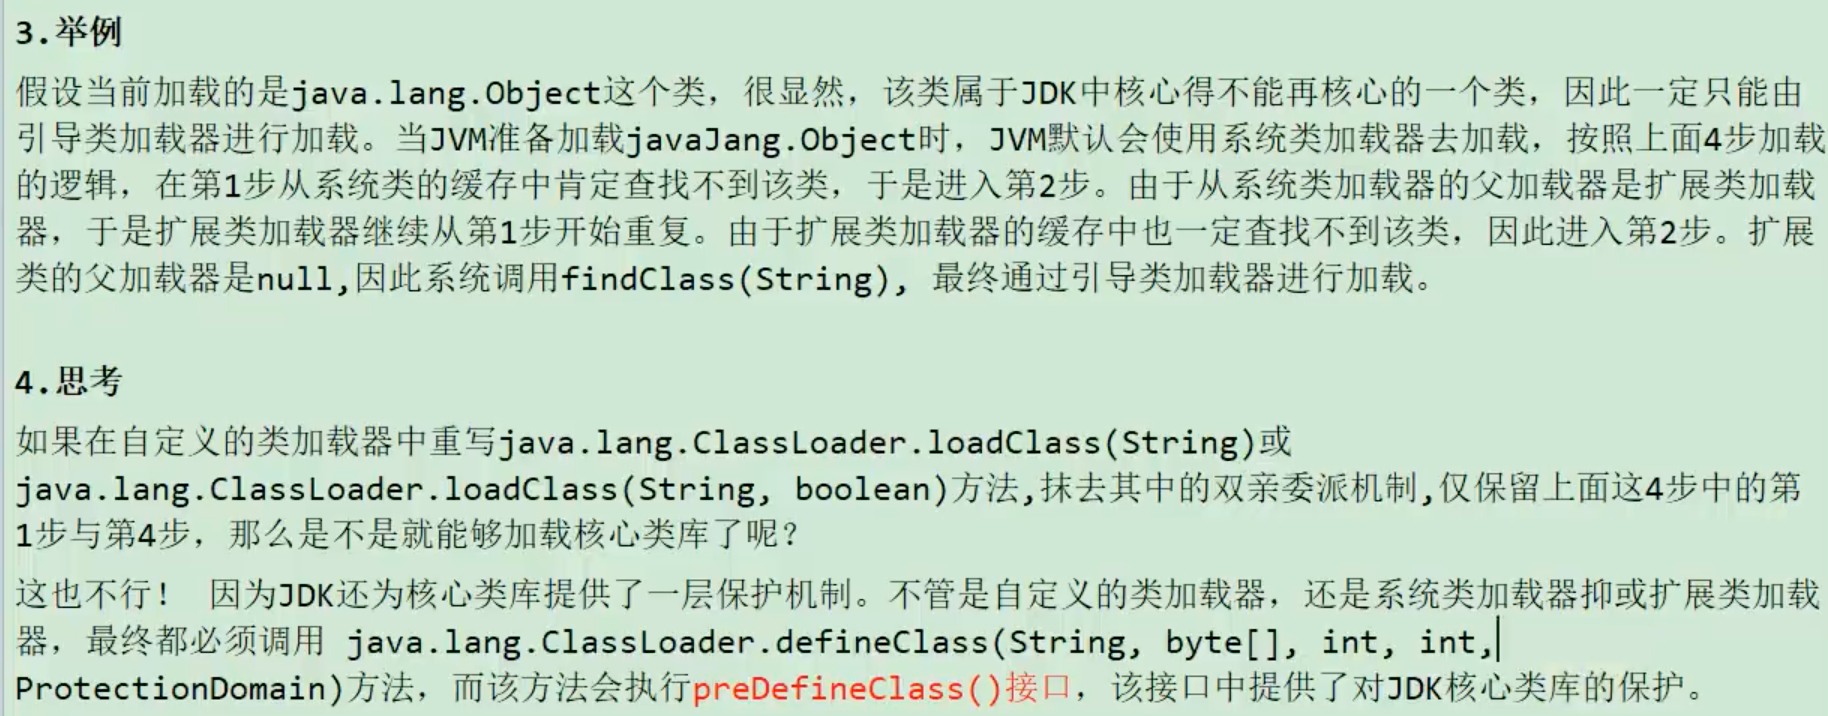 3.举例
假设当前加载的是java.lang.Object这个类，很显然，该类属于JDK中核心得不能再核心的一个类，因此一定只能由
引导类加载器进行加载。当JVM准备加载javaJang.Object时，JVM默认会使用系统类加载器去加载，按照上面4步加载
的逻辑，在第1步从系统类的缓存中肯定查找不到该类，于是进入第2步。由于从系统类加载器的父加载器是扩展类加载
器，于是扩展类加载器继续从第1步开始重复。由于扩展类加载器的缓存中也一定查找不到该类，因此进入第2步。扩展
类的父加载器是null,因此系统调用findClass(String)，最终通过引导类加载器进行加载。
4.思考
如果在自定义的类加载器中重写java.lang.ClassLoader.loadClass(String)或
java.lang.ClassLoader.loadClass(String, boolean)方法,抹去其中的双亲委派机制,仅保留上面这4步中的第
1步与第4步，那么是不是就能够加载核心类库了呢?
这也不行！ 因为JDK还为核心类库提供了一层保护机制。不管是自定义的类加载器，还是系统类加载器抑或扩展类加载
器，最终都必须调用 java.lang.ClassLoader.defineClass(String, byte[], int, int,
ProtectionDomain)方法，而该方法会执行preDefineClass()接口，该接口中提供了对JDK核心类库的保护。